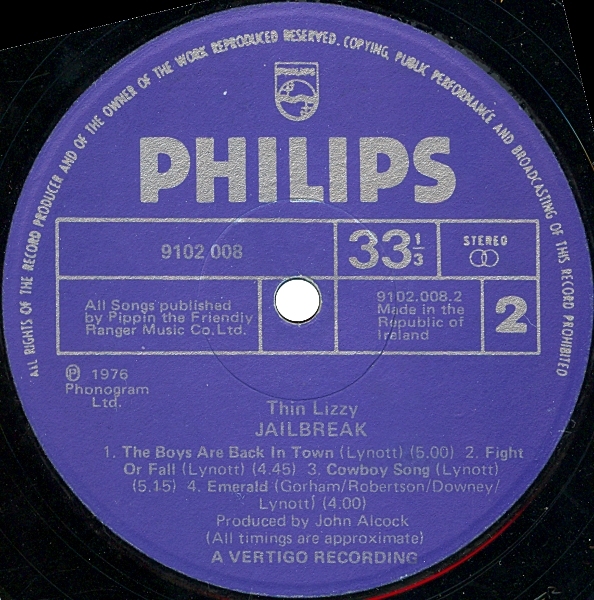 ALL RIGHTS OF THE RECORD PRODUCER AND OF THE OWNER OF THE WORK REPRODUCED RESERVED. COPYING, PUBLIC PERFORMANCE AND BROADCASTING OF THIS RECORD PROHIBITED
PHILIPS
9102 008
33 1/3
STEREO
All Songs published
by Pippin the Friendly
Ranger Music Co.Ltd.
9102.008.2
Made in the
Republic of
Ireland
2
Ⓟ 1976
Phonogram
Ltd.
Thin Lizzy
JAILBREAK
1. The Boys Are Back In Town (Lynott) (5.00) 2. Fight
Or Fall (Lynott) (4.45) 3. Cowboy Song (Lynott)
(5.15) 4. Emerald (Gorham/Robertson/Downey/
Lynott) (4.00)
Produced by John Alcock
(All timings are approximate)
A VERTIGO RECORDING